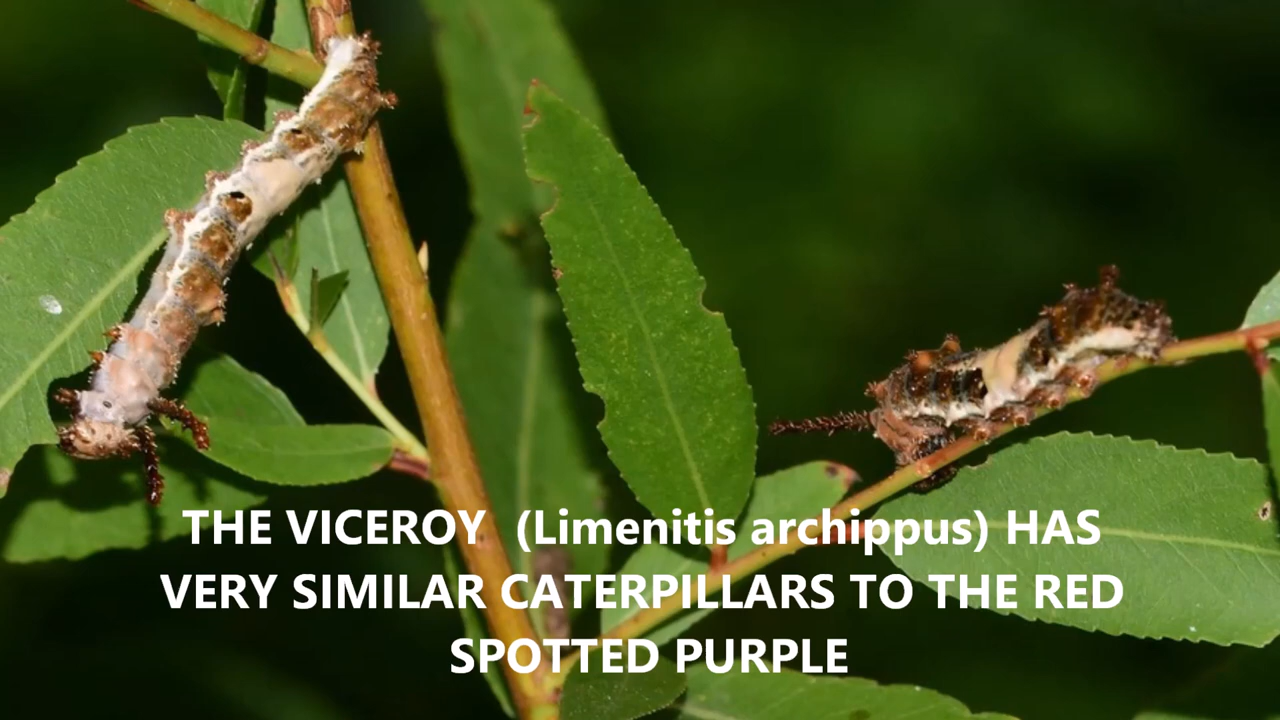 THE VICEROY  (Limenitis archippus) HAS
VERY SIMILAR CATERPILLARS TO THE RED
SPOTTED PURPLE